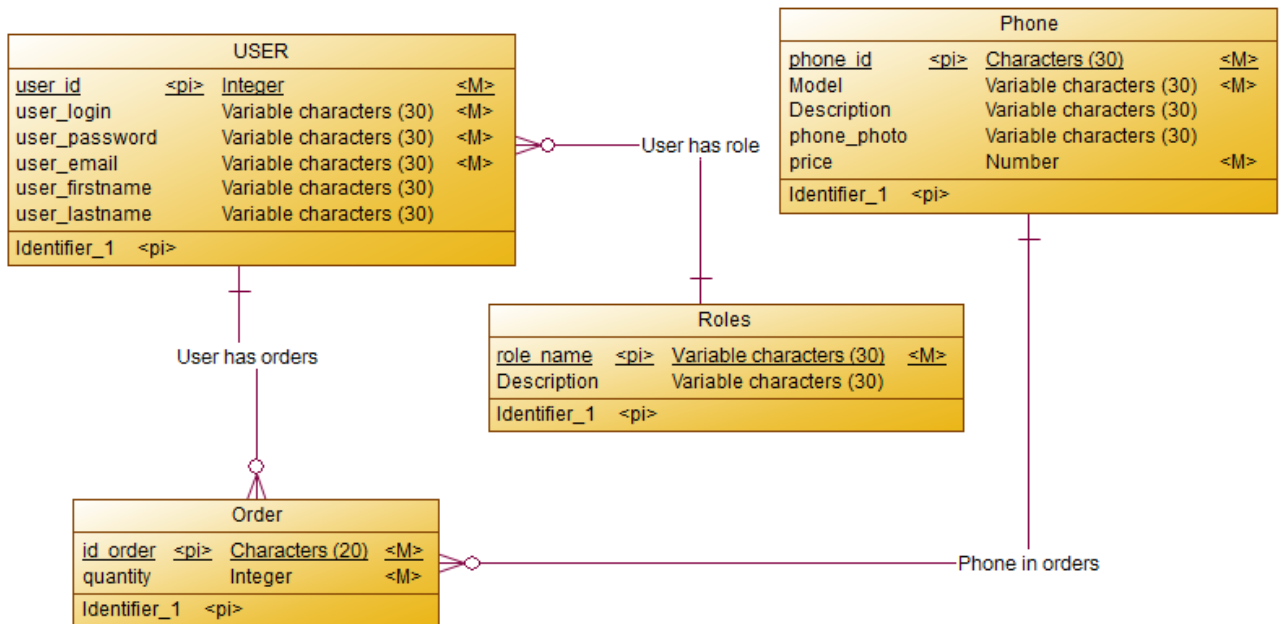 USER
user_id <pi> Integer <M>
user_login Variable characters (30) <M>
user_password Variable characters (30) <M>
user_email Variable characters (30) <M>
user_firstname Variable characters (30)
user_lastname Variable characters (30)
Identifier_1 <pi>
User has role
Phone
phone_id <pi> Characters (30) <M>
Model Variable characters (30) <M>
Description Variable characters (30)
phone_photo Variable characters (30)
price Number <M>
Identifier_1 <pi>
User has orders
Roles
role_name <pi> Variable characters (30) <M>
Description Variable characters (30)
Identifier_1 <pi>
Order
id_order <pi> Characters (20) <M>
quantity Integer <M>
Identifier_1 <pi>
Phone in orders